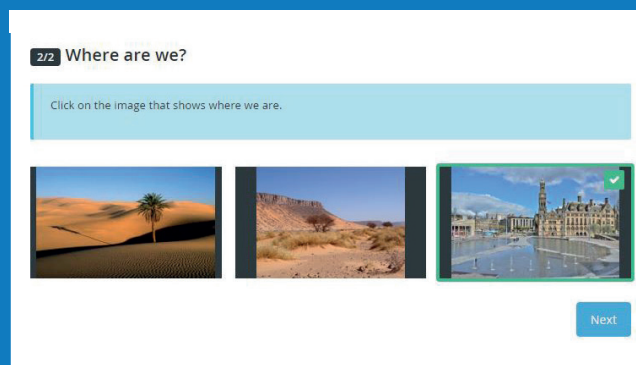 2/2 Where are we?
Click on the image that shows where we are.
Next